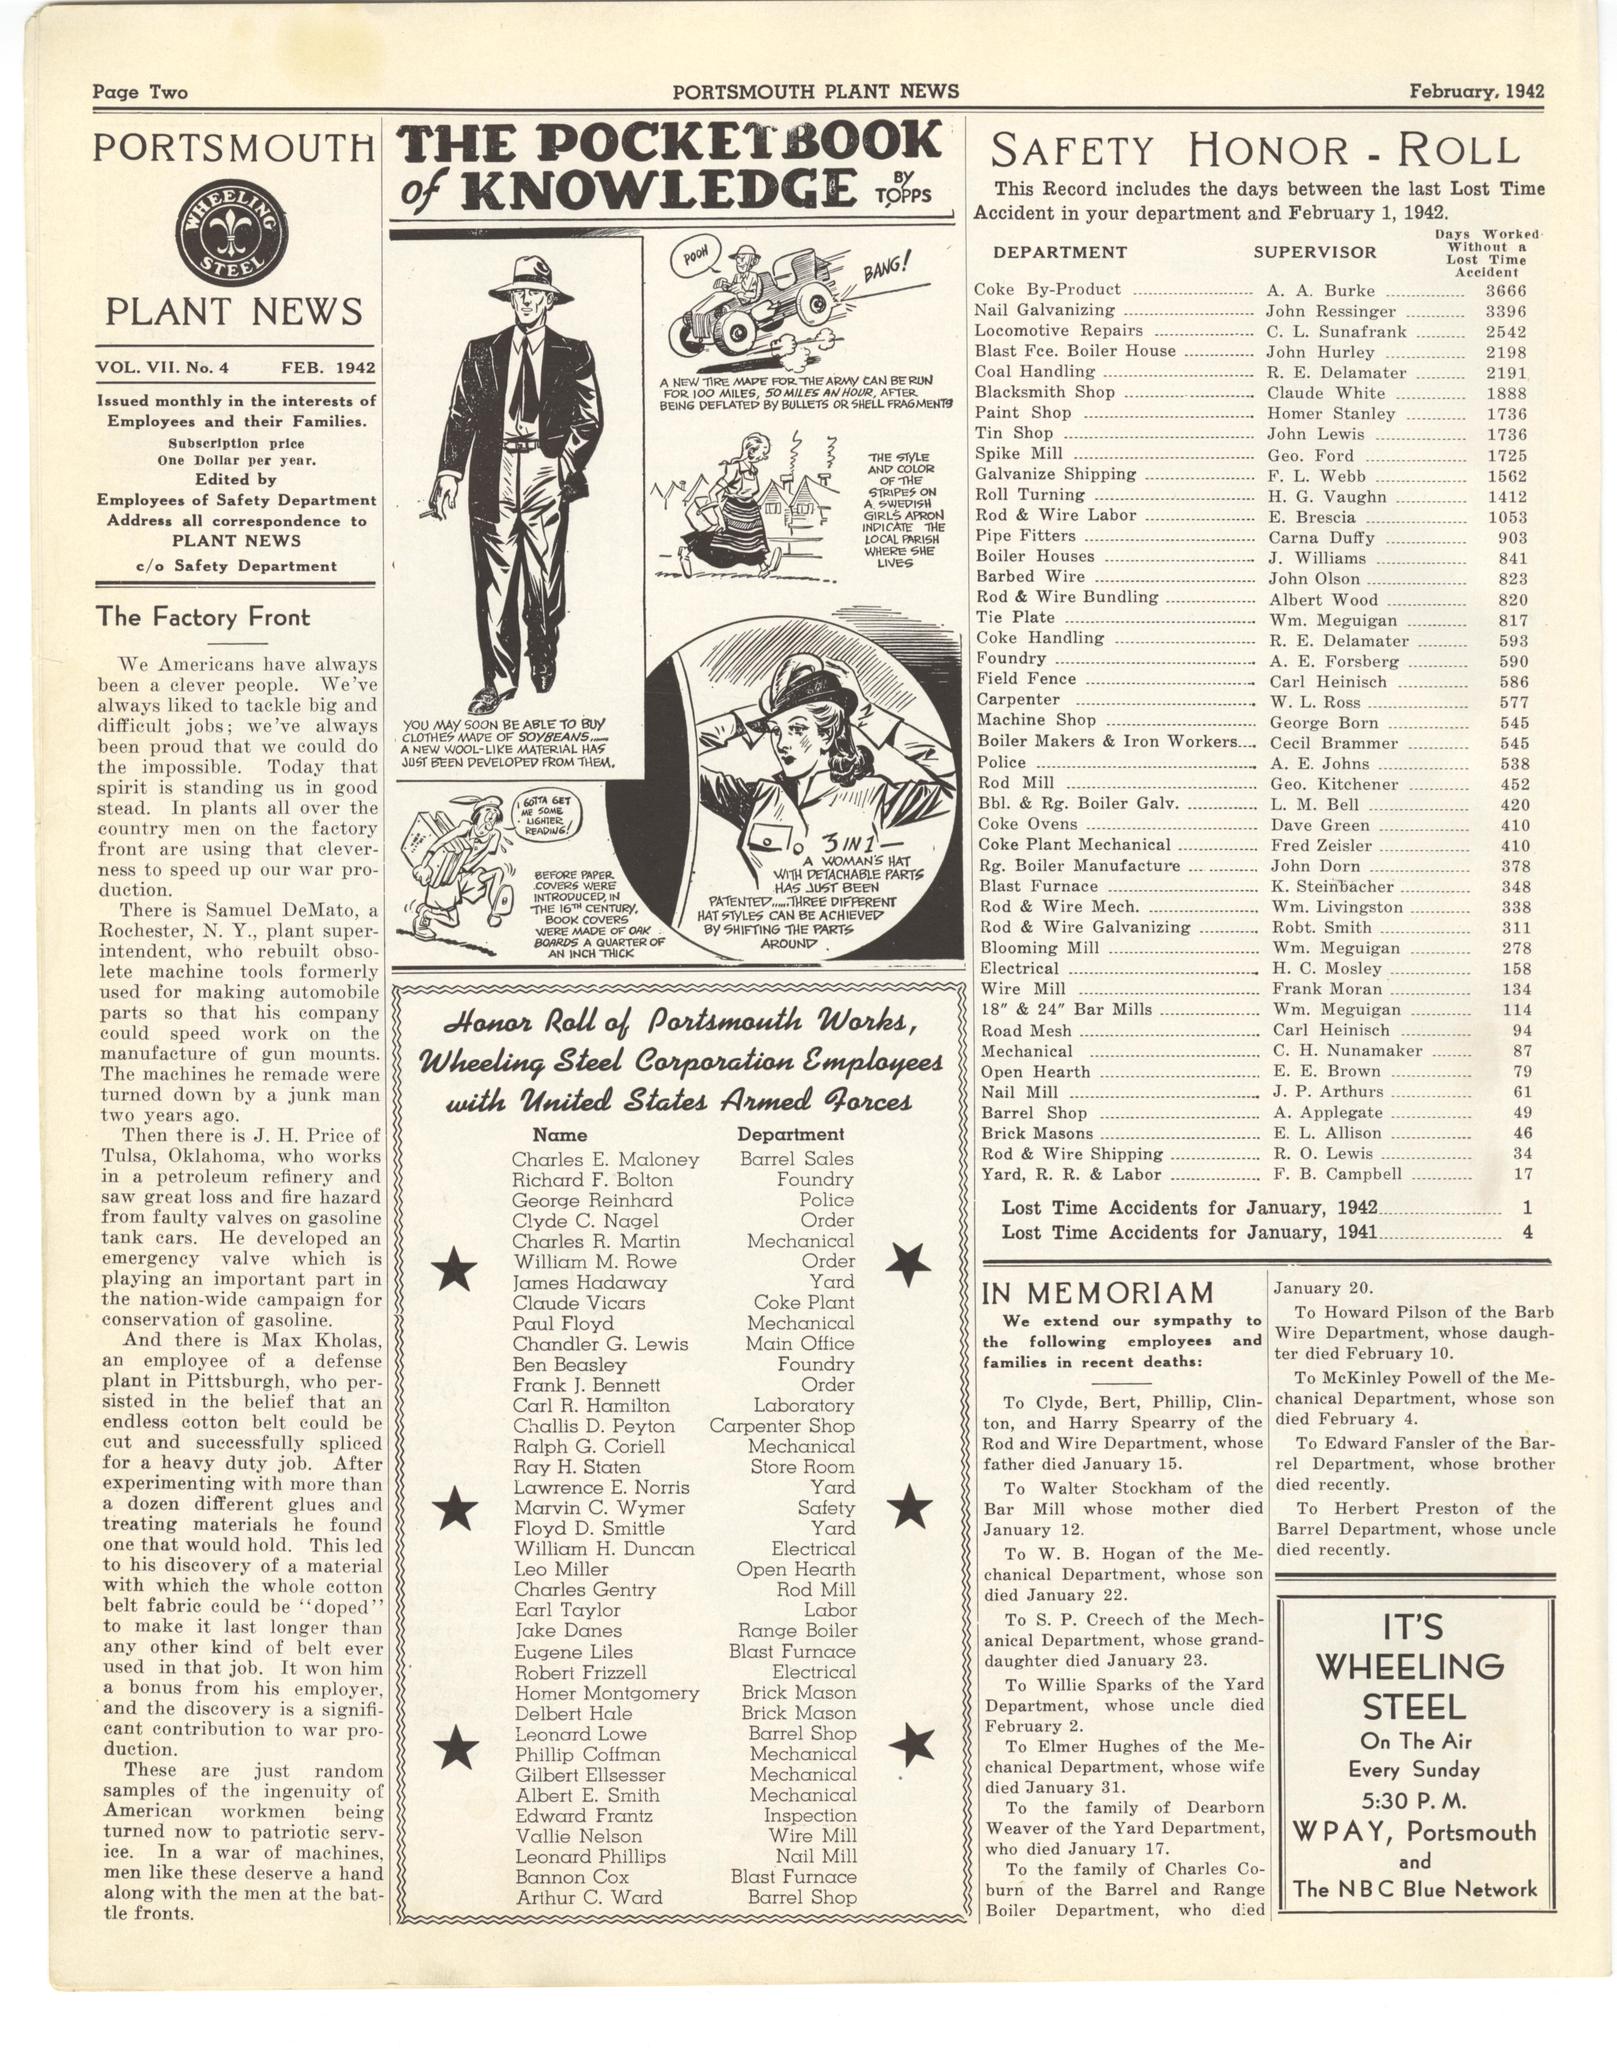 Page Two
PORTSMOUTH PLANT NEWS
February, 1942
PORTSMOUTH
WHEELING
STEEL
PLANT NEWS
VOL. VII. No. 4 FEB. 1942
Issued monthly in the interests of
Employees and their Families.
Subscription price
One Dollar per year.
Edited by
Employees of Safety Department
Address all correspondence to
PLANT NEWS
c/o Safety Department
The Factory Front
We Americans have always
been a clever people. We've
always liked to tackle big and
difficult jobs; we've always
been proud that we could do
the impossible. Today that
spirit is standing us in good
stead. In plants all over the
country men on the factory
front are using that clever-
ness to speed up our war pro-
duction.
There is Samuel DeMato, a
Rochester, N. Y., plant super-
intendent, who rebuilt obso-
lete machine tools formerly
used for making automobile
parts so that his company
could speed work on the
manufacture of gun mounts.
The machines he remade were
turned down by a junk man
two years ago.
Then there is J. H. Price of
Tulsa, Oklahoma, who works
in a petroleum refinery and
saw great loss and fire hazard
from faulty valves on gasoline
tank cars. He developed an
emergency valve which is
playing an important part in
the nation-wide campaign for
conservation of gasoline.
And there is Max Kholas,
an employee of a defense
plant in Pittsburgh, who per-
sisted in the belief that an
endless cotton belt could be
cut and successfully spliced
for a heavy duty job. After
experimenting with more than
a dozen different glues and
treating materials he found
one that would hold. This led
to his discovery of a material
with which the whole cotton
belt fabric could be "doped"
to make it last longer than
any other kind of belt ever
used in that job. It won him
a bonus from his employer,
and the discovery is a signifi-
cant contribution to war pro-
duction.
These are just random
samples of the ingenuity of
American workmen being
turned now to patriotic serv-
ice. In a war of machines,
men like these deserve a hand
along with the men at the bat-
tle fronts.
THE POCKETBOOK
of KNOWLEDGE BY TOPPS
POOH
BANG!
A NEW TIRE MADE FOR THE ARMY CAN BE RUN
FOR 100 MILES, 50 MILES AN HOUR, AFTER
BEING DEFLATED BY BULLETS OR SHELL FRAGMENTS
THE STYLE
AND COLOR
OF THE
STRIPES ON
A SWEDISH
GIRL'S APRON
INDICATE THE
LOCAL PARISH
WHERE SHE
LIVES
YOU MAY SOON BE ABLE TO BUY
CLOTHES MADE OF SOYBEANS.....
A NEW WOOL-LIKE MATERIAL HAS
JUST BEEN DEVELOPED FROM THEM.
I GOTTA GET
ME SOME
LIGHTER
READING!
BEFORE PAPER
COVERS WERE
INTRODUCED, IN
THE 16TH CENTURY,
BOOK COVERS
WERE MADE OF OAK
BOARDS A QUARTER OF
AN INCH THICK
3 IN 1—
A WOMAN'S HAT
WITH DETACHABLE PARTS
HAS JUST BEEN
PATENTED.....THREE DIFFERENT
HAT STYLES CAN BE ACHIEVED
BY SHIFTING THE PARTS
AROUND
Honor Roll of Portsmouth Works,
Wheeling Steel Corporation Employees
with United States Armed Forces
Name Department
Charles E. Maloney Barrel Sales
Richard F. Bolton Foundry
George Reinhard Police
Clyde C. Nagel Order
Charles R. Martin Mechanical
William M. Rowe Order
James Hadaway Yard
Claude Vicars Coke Plant
Paul Floyd Mechanical
Chandler G. Lewis Main Office
Ben Beasley Foundry
Frank J. Bennett Order
Carl R. Hamilton Laboratory
Challis D. Peyton Carpenter Shop
Ralph G. Coriell Mechanical
Ray H. Staten Store Room
Lawrence E. Norris Yard
Marvin C. Wymer Safety
Floyd D. Smittle Yard
William H. Duncan Electrical
Leo Miller Open Hearth
Charles Gentry Rod Mill
Earl Taylor Labor
Jake Danes Range Boiler
Eugene Liles Blast Furnace
Robert Frizzell Electrical
Homer Montgomery Brick Mason
Delbert Hale Brick Mason
Leonard Lowe Barrel Shop
Phillip Coffman Mechanical
Gilbert Ellsesser Mechanical
Albert E. Smith Mechanical
Edward Frantz Inspection
Vallie Nelson Wire Mill
Leonard Phillips Nail Mill
Bannon Cox Blast Furnace
Arthur C. Ward Barrel Shop
SAFETY HONOR - ROLL
This Record includes the days between the last Lost Time
Accident in your department and February 1, 1942.
DEPARTMENT SUPERVISOR Days Worked Without a Lost Time Accident
Coke By-Product A. A. Burke 3666
Nail Galvanizing John Ressinger 3396
Locomotive Repairs C. L. Sunafrank 2542
Blast Fce. Boiler House John Hurley 2198
Coal Handling R. E. Delamater 2191
Blacksmith Shop Claude White 1888
Paint Shop Homer Stanley 1736
Tin Shop John Lewis 1736
Spike Mill Geo. Ford 1725
Galvanize Shipping F. L. Webb 1562
Roll Turning H. G. Vaughn 1412
Rod & Wire Labor E. Brescia 1053
Pipe Fitters Carna Duffy 903
Boiler Houses J. Williams 841
Barbed Wire John Olson 823
Rod & Wire Bundling Albert Wood 820
Tie Plate Wm. Meguigan 817
Coke Handling R. E. Delamater 593
Foundry A. E. Forsberg 590
Field Fence Carl Heinisch 586
Carpenter W. L. Ross 577
Machine Shop George Born 545
Boiler Makers & Iron Workers Cecil Brammer 545
Police A. E. Johns 538
Rod Mill Geo. Kitchener 452
Bbl. & Rg. Boiler Galv. L. M. Bell 420
Coke Ovens Dave Green 410
Coke Plant Mechanical Fred Zeisler 410
Rg. Boiler Manufacture John Dorn 378
Blast Furnace K. Steinbacher 348
Rod & Wire Mech. Wm. Livingston 338
Rod & Wire Galvanizing Robt. Smith 311
Blooming Mill Wm. Meguigan 278
Electrical H. C. Mosley 158
Wire Mill Frank Moran 134
18" & 24" Bar Mills Wm. Meguigan 114
Road Mesh Carl Heinisch 94
Mechanical C. H. Nunamaker 87
Open Hearth E. E. Brown 79
Nail Mill J. P. Arthurs 61
Barrel Shop A. Applegate 49
Brick Masons E. L. Allison 46
Rod & Wire Shipping R. O. Lewis 34
Yard, R. R. & Labor F. B. Campbell 17
Lost Time Accidents for January, 1942 1
Lost Time Accidents for January, 1941 4
IN MEMORIAM
We extend our sympathy to
the following employees and
families in recent deaths:
To Clyde, Bert, Phillip, Clin-
ton, and Harry Spearry of the
Rod and Wire Department, whose
father died January 15.
To Walter Stockham of the
Bar Mill whose mother died
January 12.
To W. B. Hogan of the Me-
chanical Department, whose son
died January 22.
To S. P. Creech of the Mech-
anical Department, whose grand-
daughter died January 23.
To Willie Sparks of the Yard
Department, whose uncle died
February 2.
To Elmer Hughes of the Me-
chanical Department, whose wife
died January 31.
To the family of Dearborn
Weaver of the Yard Department,
who died January 17.
To the family of Charles Co-
burn of the Barrel and Range
Boiler Department, who died
January 20.
To Howard Pilson of the Barb
Wire Department, whose daugh-
ter died February 10.
To McKinley Powell of the Me-
chanical Department, whose son
died February 4.
To Edward Fansler of the Bar-
rel Department, whose brother
died recently.
To Herbert Preston of the
Barrel Department, whose uncle
died recently.
IT'S
WHEELING
STEEL
On The Air
Every Sunday
5:30 P. M.
WPAY, Portsmouth
and
The NBC Blue Network